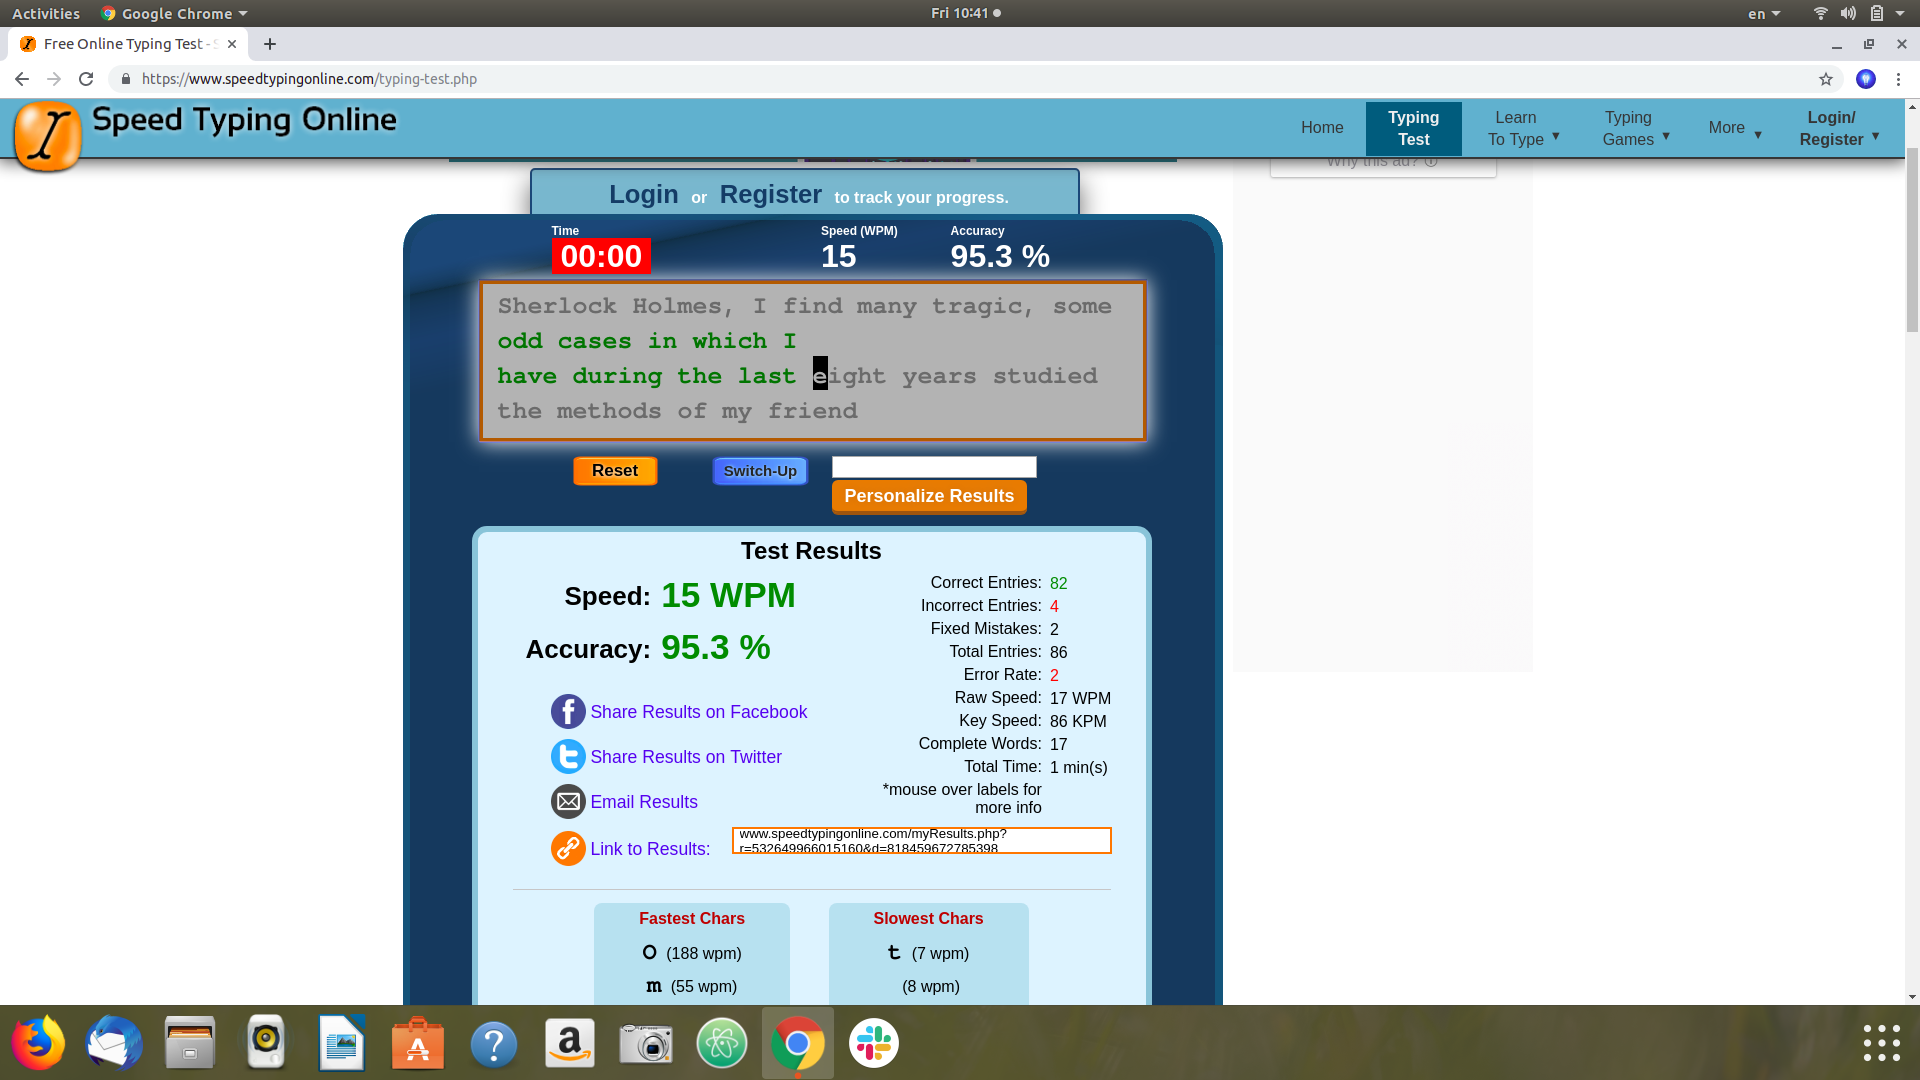 Activities
Google Chrome
Fri 10:41
en
Free Online Typing Test -
https://www.speedtypingonline.com/typing-test.php
Speed Typing Online
Home
Typing
Test
Learn
To Type
Typing
Games
More
Login/
Register
Why this ad?
Login or Register to track your progress.
Time
00:00
Speed (WPM)
15
Accuracy
95.3 %
Sherlock Holmes, I find many tragic, some
odd cases in which I
have during the last eight years studied
the methods of my friend
Reset
Switch-Up
Personalize Results
Test Results
Speed: 15 WPM
Accuracy: 95.3 %
Correct Entries: 82
Incorrect Entries: 4
Fixed Mistakes: 2
Total Entries: 86
Error Rate: 2
Raw Speed: 17 WPM
Key Speed: 86 KPM
Complete Words: 17
Total Time: 1 min(s)
*mouse over labels for
more info
Share Results on Facebook
Share Results on Twitter
Email Results
Link to Results:
www.speedtypingonline.com/myResults.php?
r=532649966015160&d=818459672785398
Fastest Chars
O (188 wpm)
m (55 wpm)
Slowest Chars
t (7 wpm)
(8 wpm)